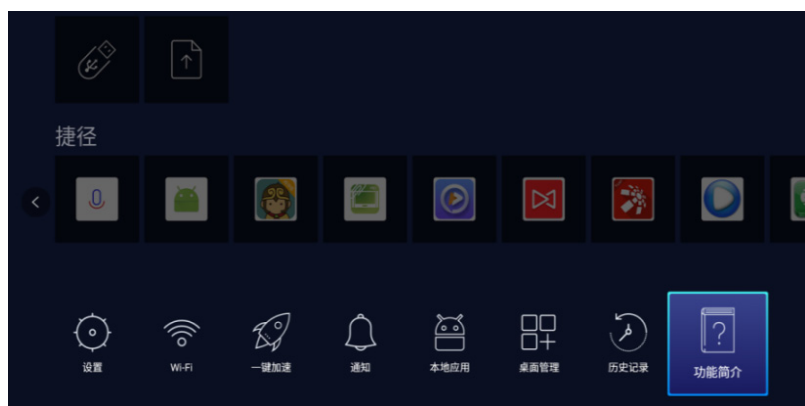 捷径
设置
Wi-Fi
一键加速
通知
本地应用
桌面管理
历史记录
功能简介